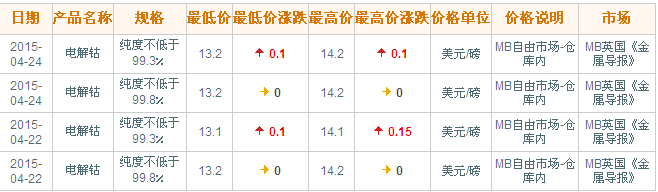 日期 产品名称 规格 最低价 最低价涨跌 最高价 最高价涨跌 价格单位 价格说明 市场
2015-04-24 电解钴 纯度不低于99.3% 13.2 0.1 14.2 0.1 美元/磅 MB自由市场-仓库内 MB英国《金属导报》
2015-04-24 电解钴 纯度不低于99.8% 13.2 0 14.2 0 美元/磅 MB自由市场-仓库内 MB英国《金属导报》
2015-04-22 电解钴 纯度不低于99.3% 13.1 0.1 14.1 0.15 美元/磅 MB自由市场-仓库内 MB英国《金属导报》
2015-04-22 电解钴 纯度不低于99.8% 13.2 0 14.2 0 美元/磅 MB自由市场-仓库内 MB英国《金属导报》